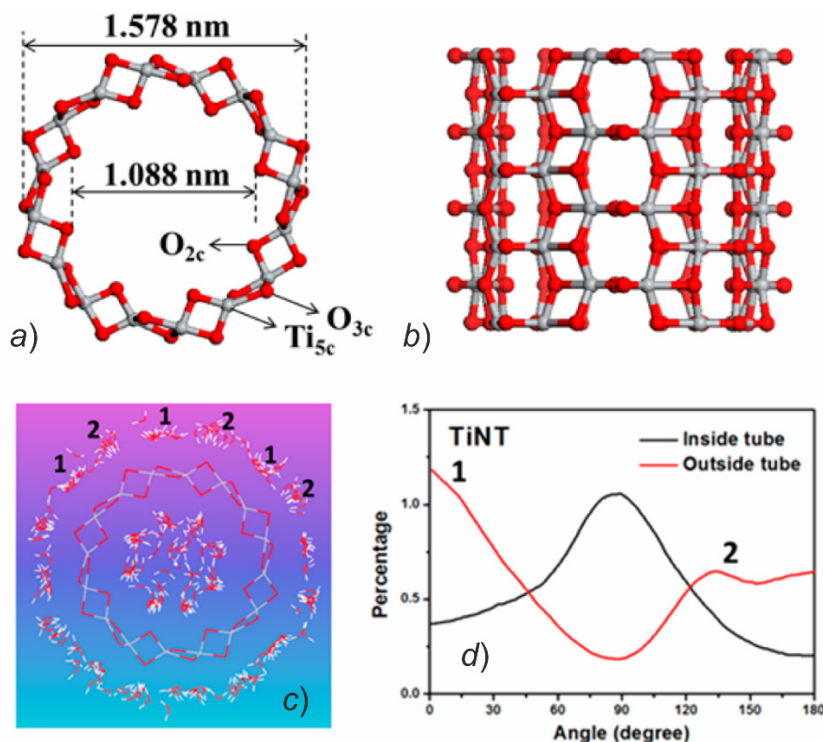 1.578 nm
1.088 nm
O2c
O3c
Ti5c
a)
b)
1
2
1
2
1
2
c)
TiNT
Inside tube
Outside tube
1
2
d)
Percentage
1.5
1.0
0.5
0.0
0 30 60 90 120 150 180
Angle (degree)